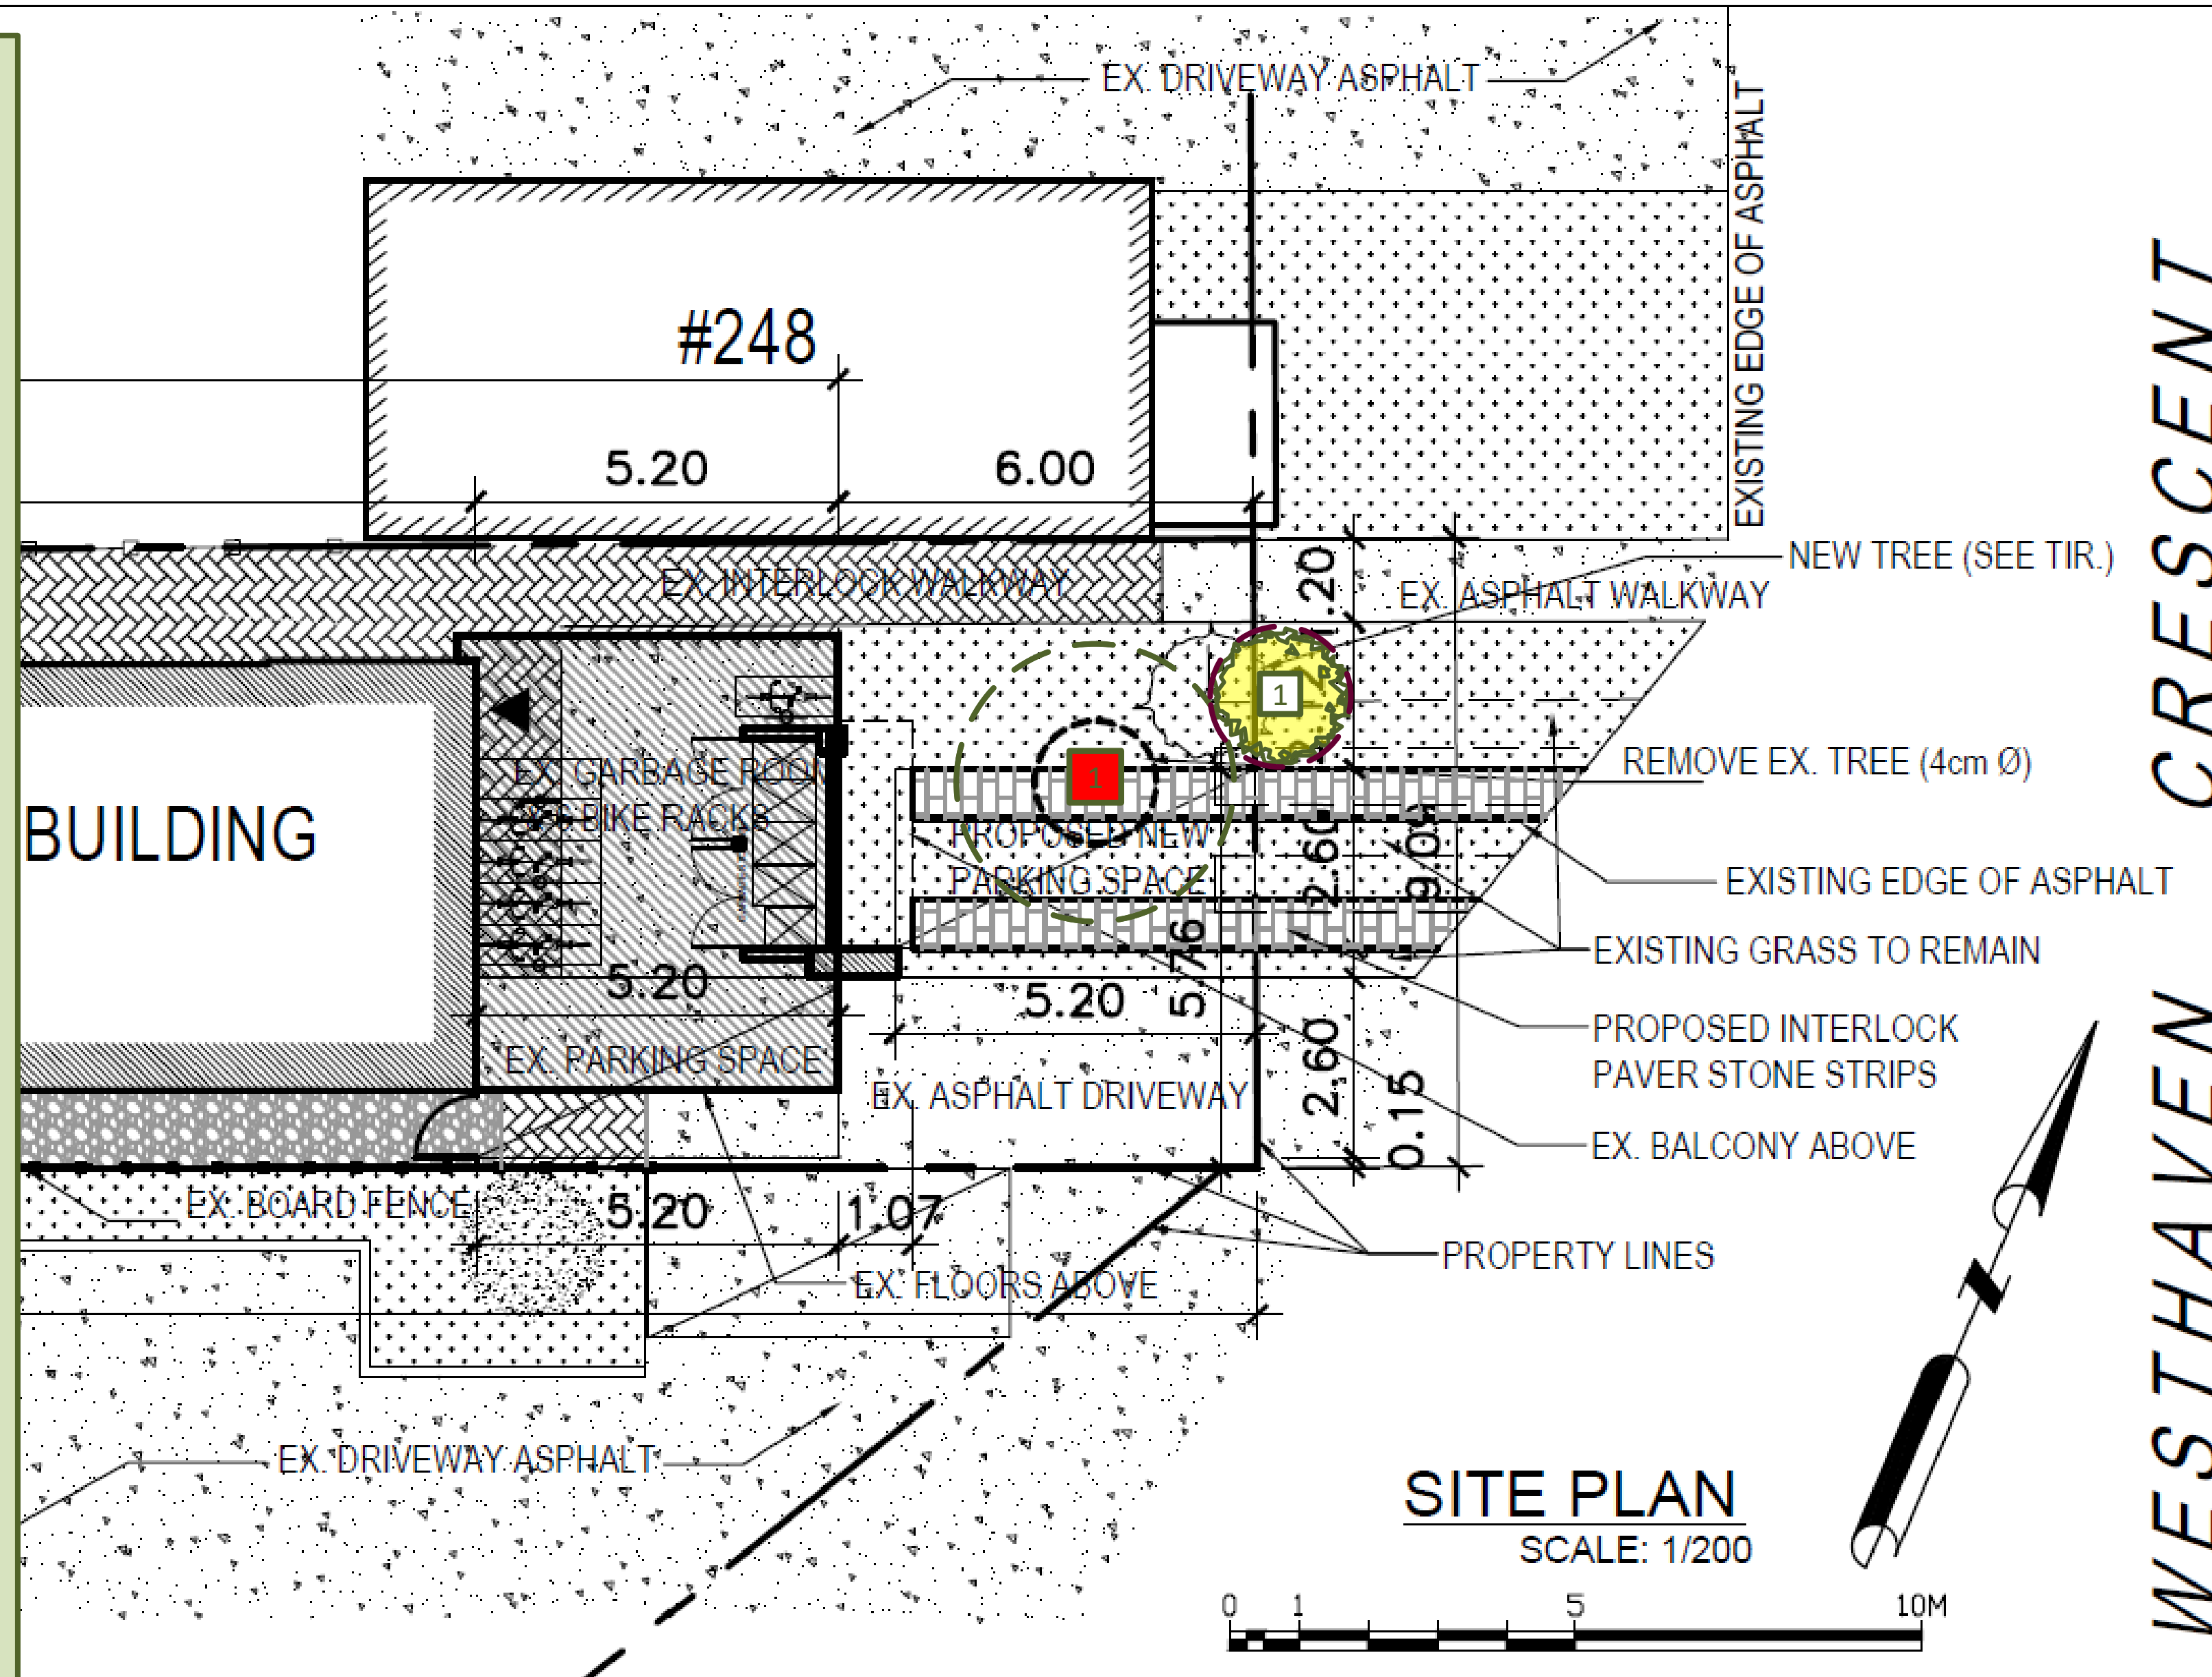 EX. DRIVEWAY ASPHALT
EXISTING EDGE OF ASPHALT
#248
5.20
6.00
NEW TREE (SEE TIR.)
EX. INTERLOCK WALKWAY
EX. ASPHALT WALKWAY
1
REMOVE EX. TREE (4cm Ø)
EX. GARBAGE ROOM
BIKE RACKS
1
BUILDING
PROPOSED NEW
PARKING SPACE
2.60
EXISTING EDGE OF ASPHALT
EXISTING GRASS TO REMAIN
5.20
5.20
5.76
PROPOSED INTERLOCK
PAVER STONE STRIPS
EX. PARKING SPACE
EX. ASPHALT DRIVEWAY
2.60
0.15
EX. BALCONY ABOVE
EX. BOARD FENCE
5.20
1.07
PROPERTY LINES
EX. FLOORS ABOVE
EX. DRIVEWAY ASPHALT
SITE PLAN
SCALE: 1/200
0 1 5 10M
WESTHAVEN CRESCENT